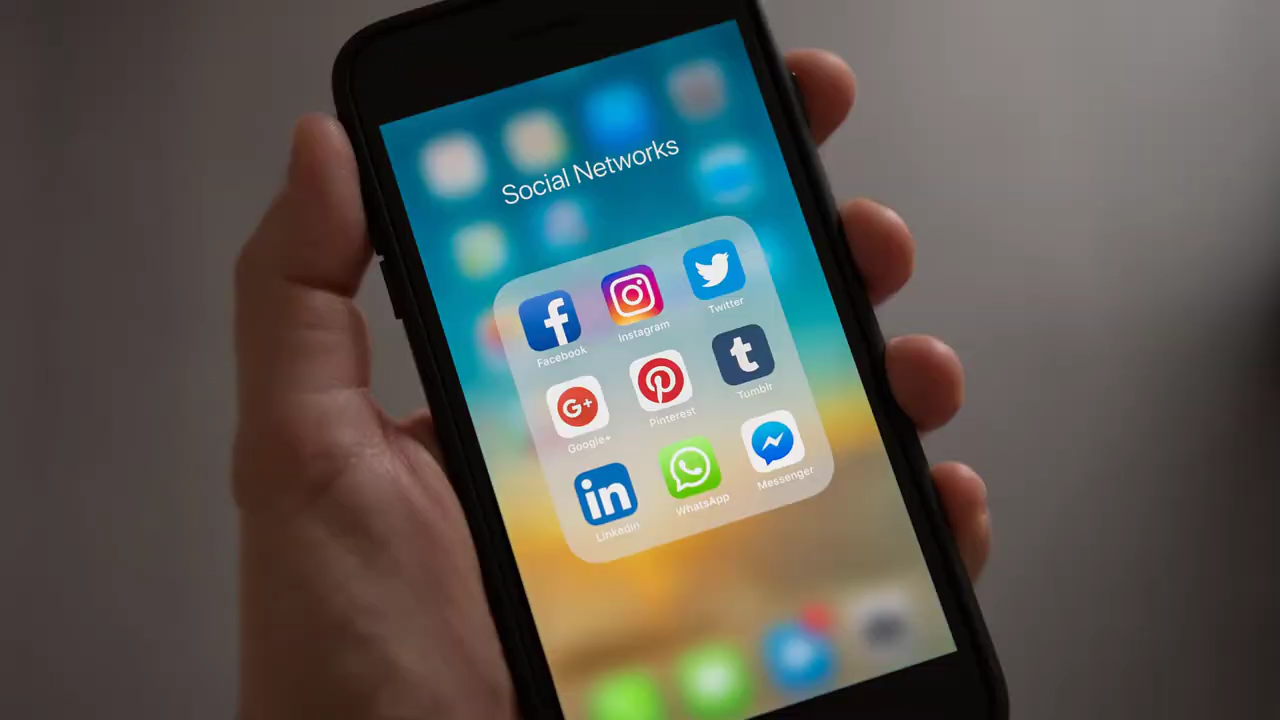 Social Networks
Facebook
Instagram
Twitter
Google+
Pinterest
Tumblr
LinkedIn
WhatsApp
Messenger